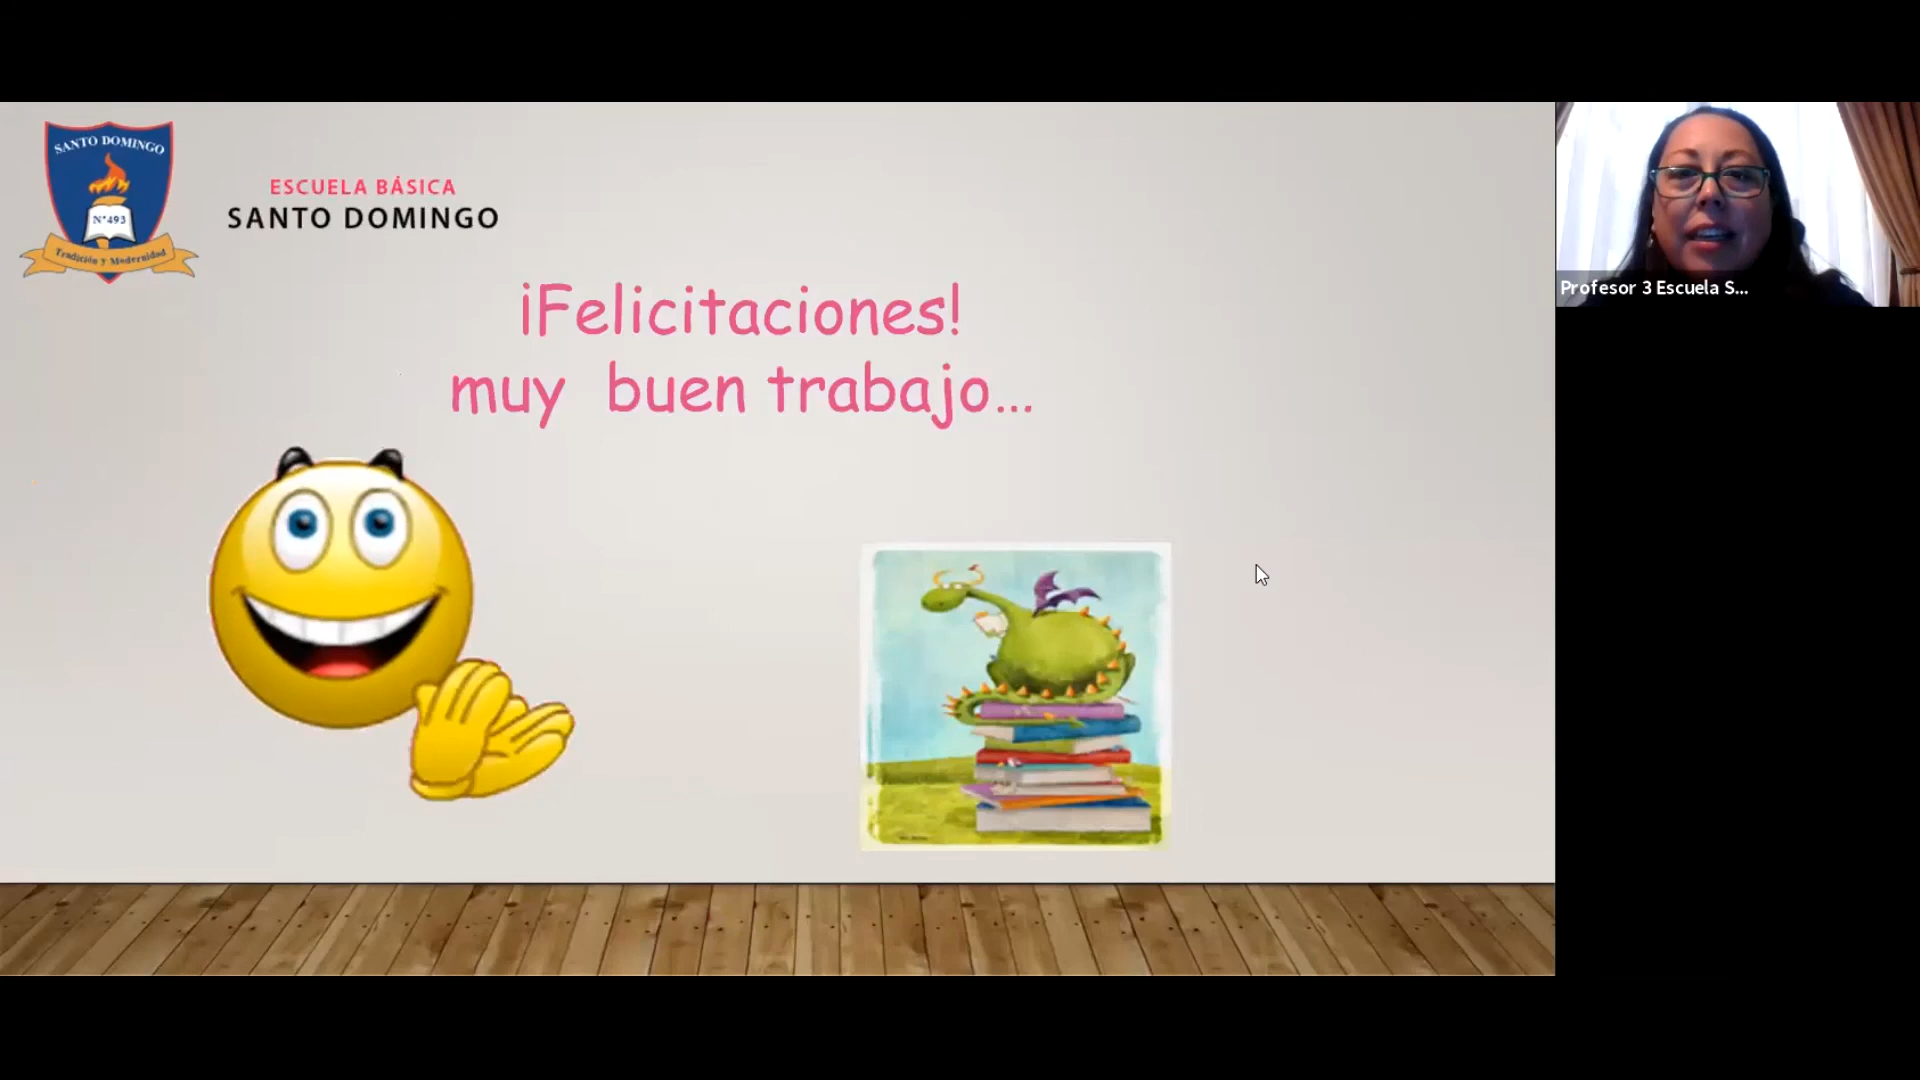 SANTO DOMINGO
N°493
Tradición y Modernidad
ESCUELA BÁSICA
SANTO DOMINGO
¡Felicitaciones!
muy buen trabajo...
Profesor 3 Escuela S...